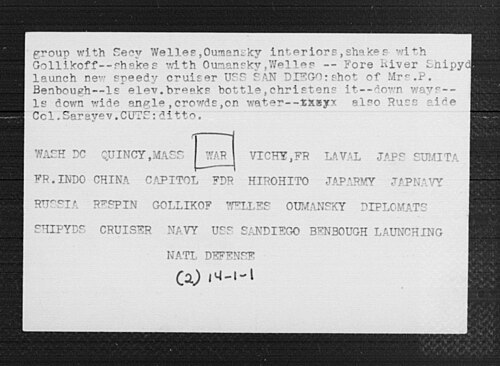 group with Secy Welles,Oumansky interiors,shakes with
Gollikoff--shakes with Oumansky,Welles -- Fore River Shipyd
launch new speedy cruiser USS SAN DIEGO:shot of Mrs.P.
Benbough--ls elev.breaks bottle,christens it--down ways--
ls down wide angle,crowds,on water-- also Russ aide
Col.Sarayev.CUTS:ditto.
WASH DC QUINCY,MASS WAR VICHY,FR LAVAL JAPS SUMITA
FR.INDO CHINA CAPITOL FDR HIROHITO JAPARMY JAPNAVY
RUSSIA RESPIN GOLLIKOF WELLES OUMANSKY DIPLOMATS
SHIPYDS CRUISER NAVY USS SANDIEGO BENBOUGH LAUNCHING
NATL DEFENSE
(2) 14-1-1